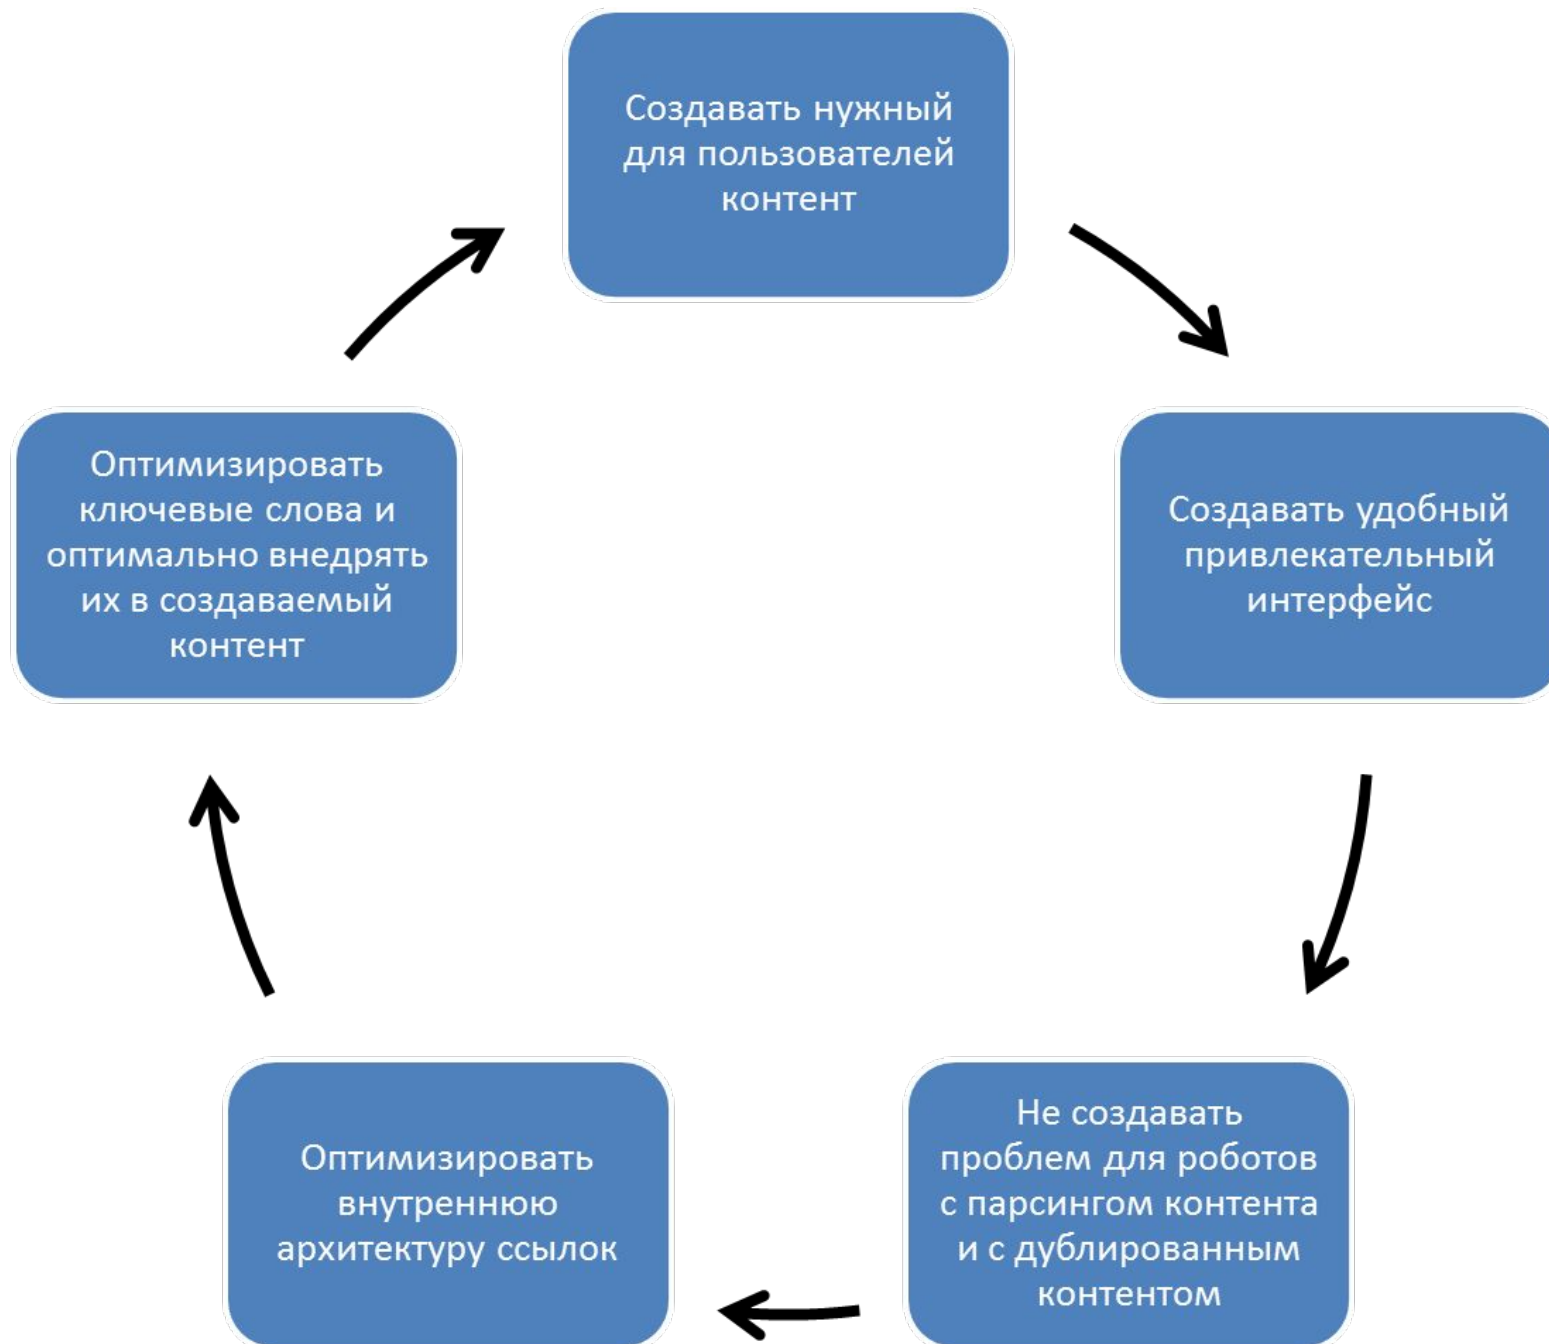 Создавать нужный
для пользователей
контент
Создавать удобный
привлекательный
интерфейс
Не создавать
проблем для роботов
с парсингом контента
и с дублированным
контентом
Оптимизировать
внутреннюю
архитектуру ссылок
Оптимизировать
ключевые слова и
оптимально внедрять
их в создаваемый
контент